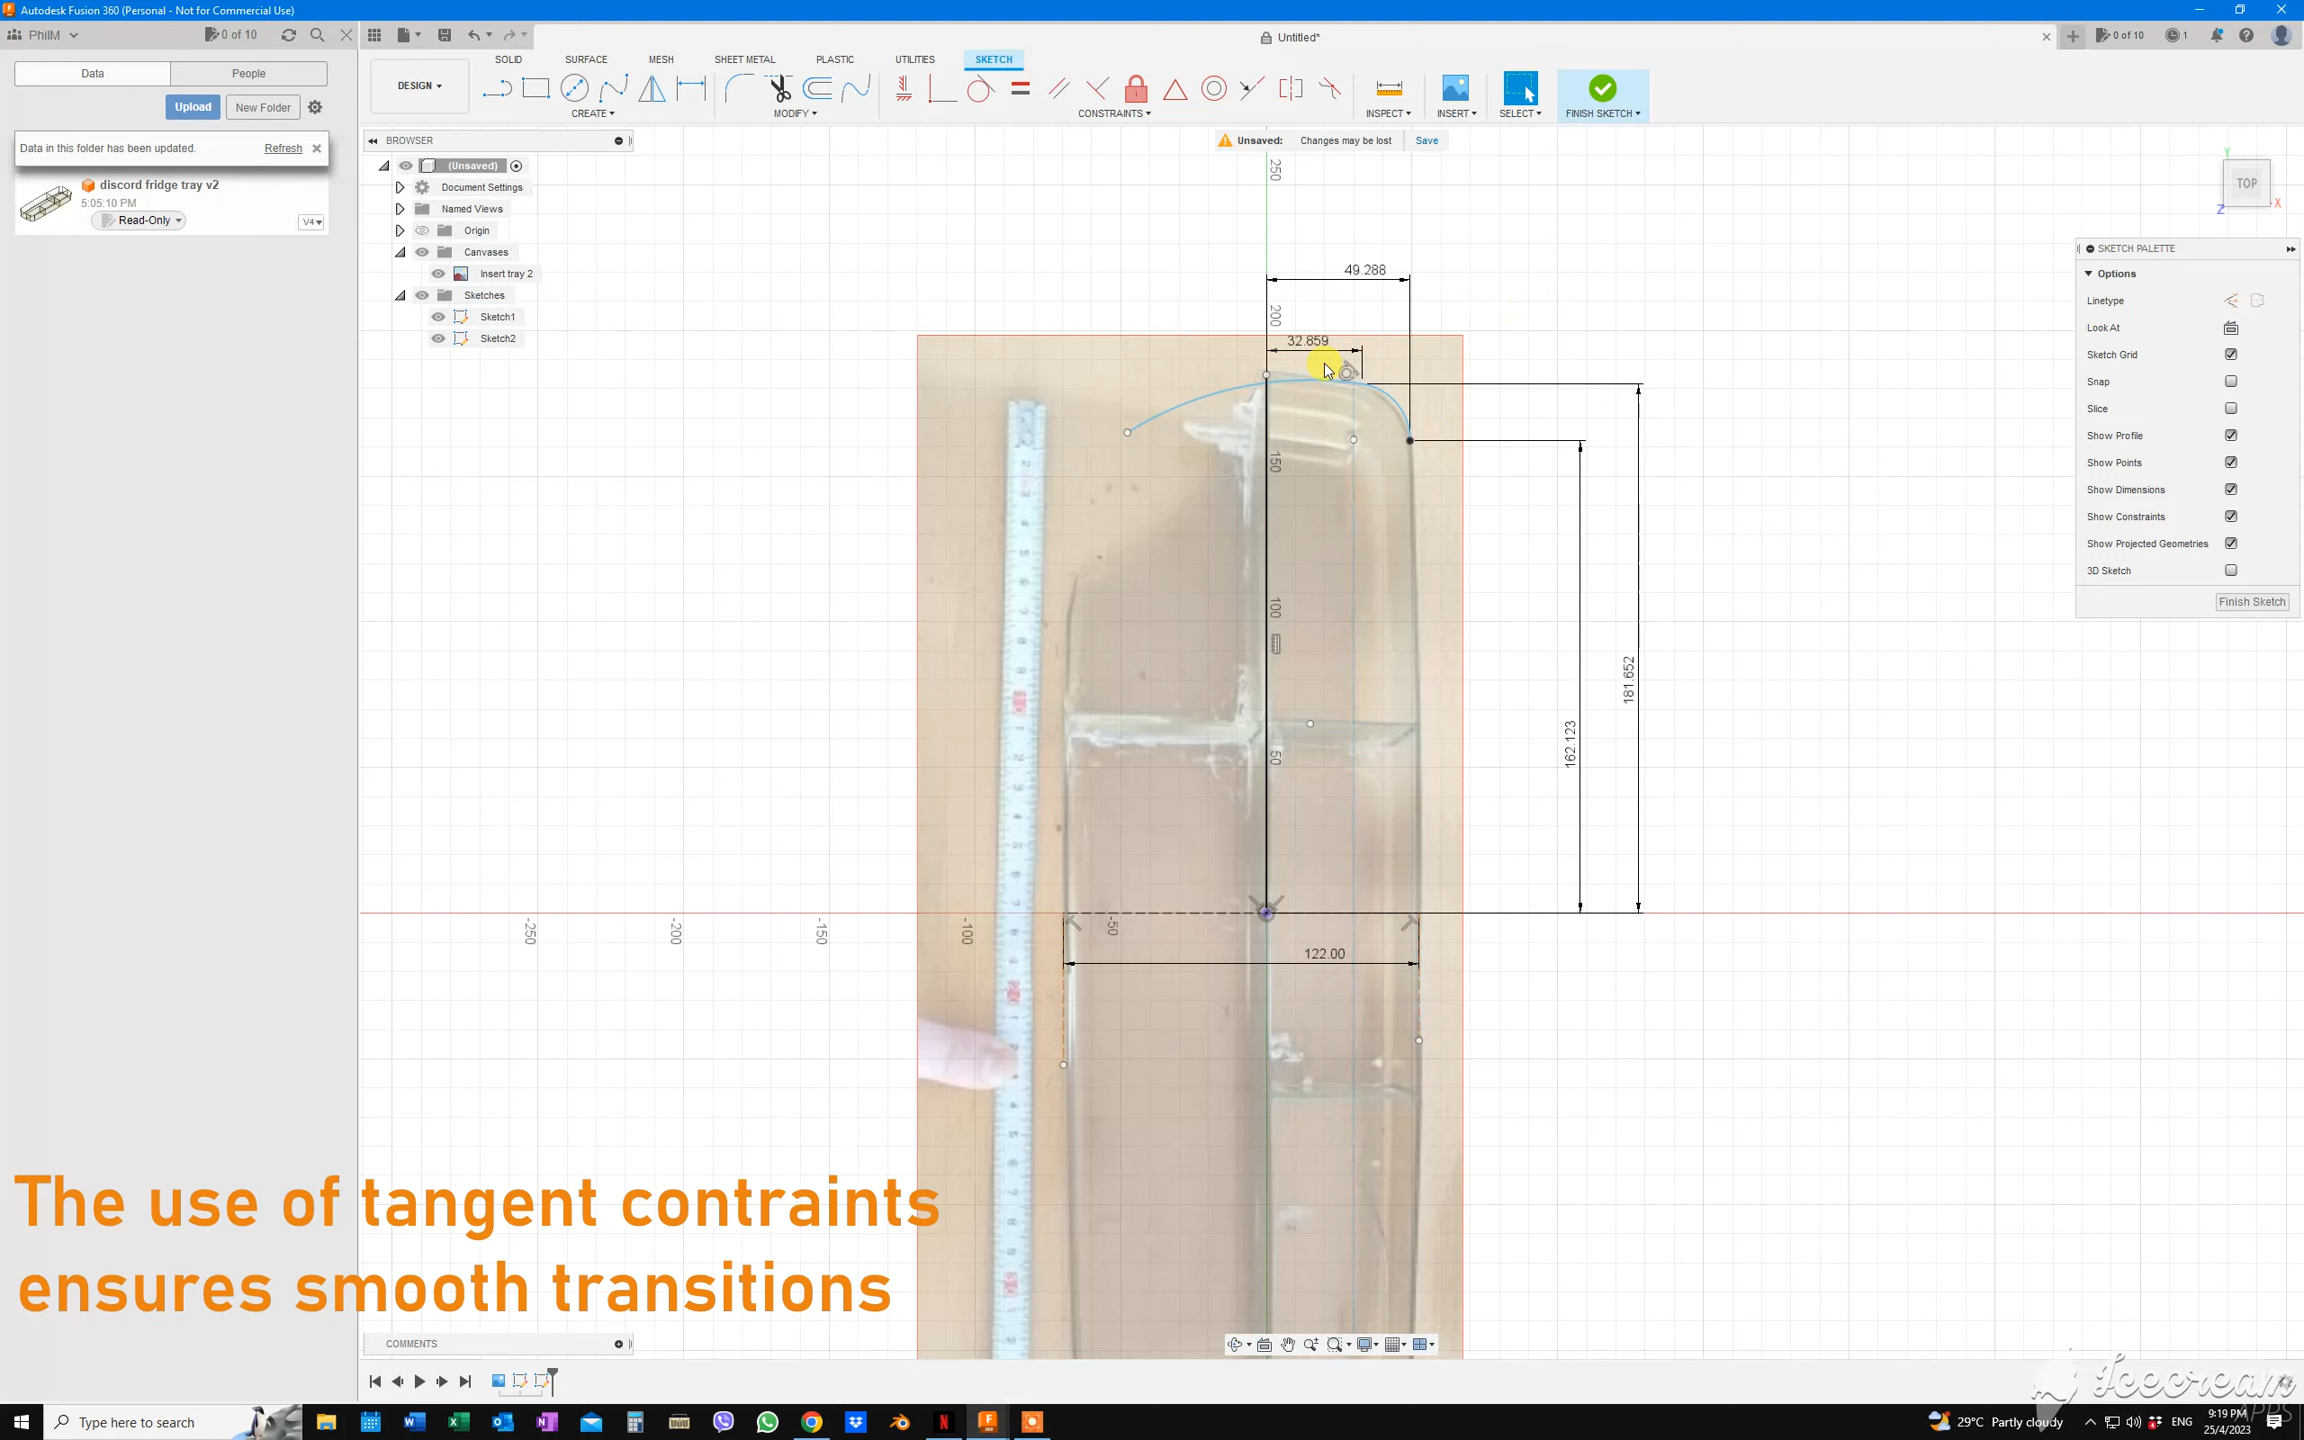 Autodesk Fusion 360 (Personal - Not for Commercial Use)
PhilM
0 of 10
Untitled*
0 of 10
1
Data
People
Upload
New Folder
Data in this folder has been updated.
Refresh
discord fridge tray v2
5:05:10 PM
Read-Only
V4
DESIGN
SOLID
SURFACE
MESH
SHEET METAL
PLASTIC
UTILITIES
SKETCH
CREATE
MODIFY
CONSTRAINTS
INSPECT
INSERT
SELECT
FINISH SKETCH
BROWSER
(Unsaved)
Document Settings
Named Views
Origin
Canvases
Insert tray 2
Sketches
Sketch1
Sketch2
Unsaved: Changes may be lost Save
TOP
Y
X
Z
250
200
150
100
50
-50
-100
-150
-200
-250
49.288
32.859
181.652
162.123
122.00
SKETCH PALETTE
Options
Linetype
Look At
Sketch Grid
Snap
Slice
Show Profile
Show Points
Show Dimensions
Show Constraints
Show Projected Geometries
3D Sketch
Finish Sketch
The use of tangent contraints
ensures smooth transitions
COMMENTS
Icecream
APPS
Type here to search
29°C Partly cloudy
ENG
9:19 PM
25/4/2023